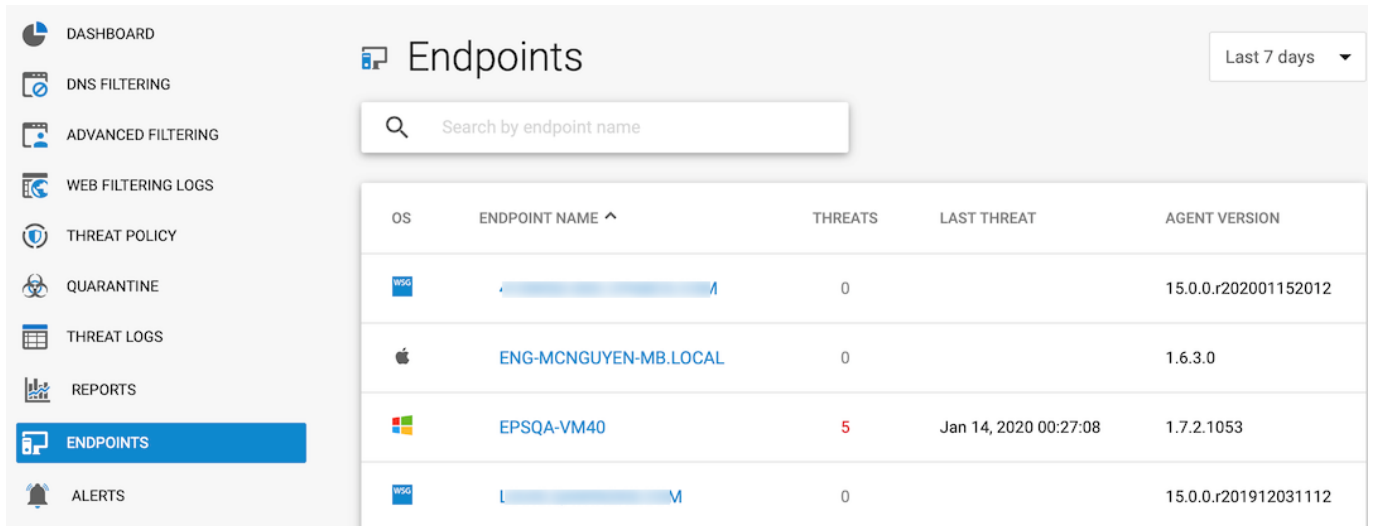 DASHBOARD
DNS FILTERING
ADVANCED FILTERING
WEB FILTERING LOGS
THREAT POLICY
QUARANTINE
THREAT LOGS
REPORTS
ENDPOINTS
ALERTS
Endpoints
Last 7 days
Search by endpoint name
OS ENDPOINT NAME THREATS LAST THREAT AGENT VERSION
WSG 0 15.0.0.r202001152012
ENG-MCNGUYEN-MB.LOCAL 0 1.6.3.0
EPSQA-VM40 5 Jan 14, 2020 00:27:08 1.7.2.1053
WSG 0 15.0.0.r201912031112